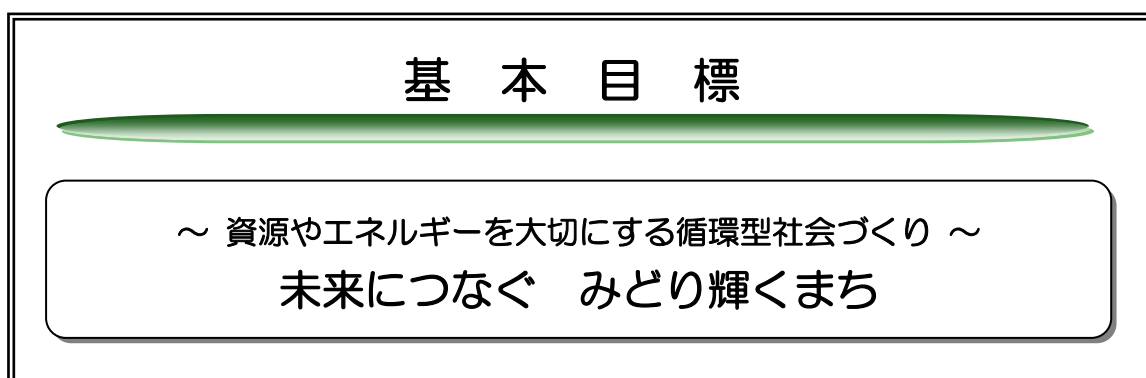 基　本　目　標
～ 資源やエネルギーを大切にする循環型社会づくり ～
未来につなぐ　みどり輝くまち